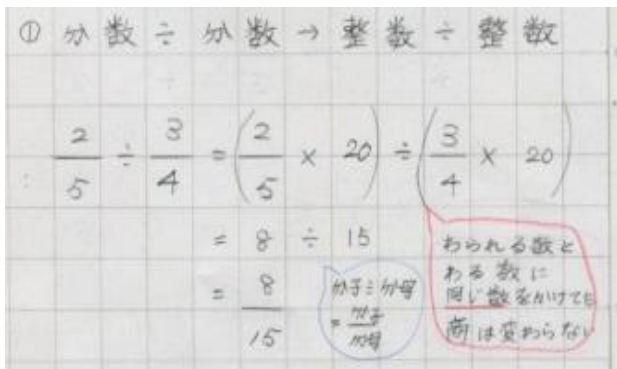 ① 分数÷分数→整数÷整数
2/5 ÷ 3/4 = (2/5 × 20) ÷ (3/4 × 20)
= 8 ÷ 15
= 8/15
分子÷分母
= 分子/分母
わられる数と
わる数に
同じ数をかけても
商は変わらない